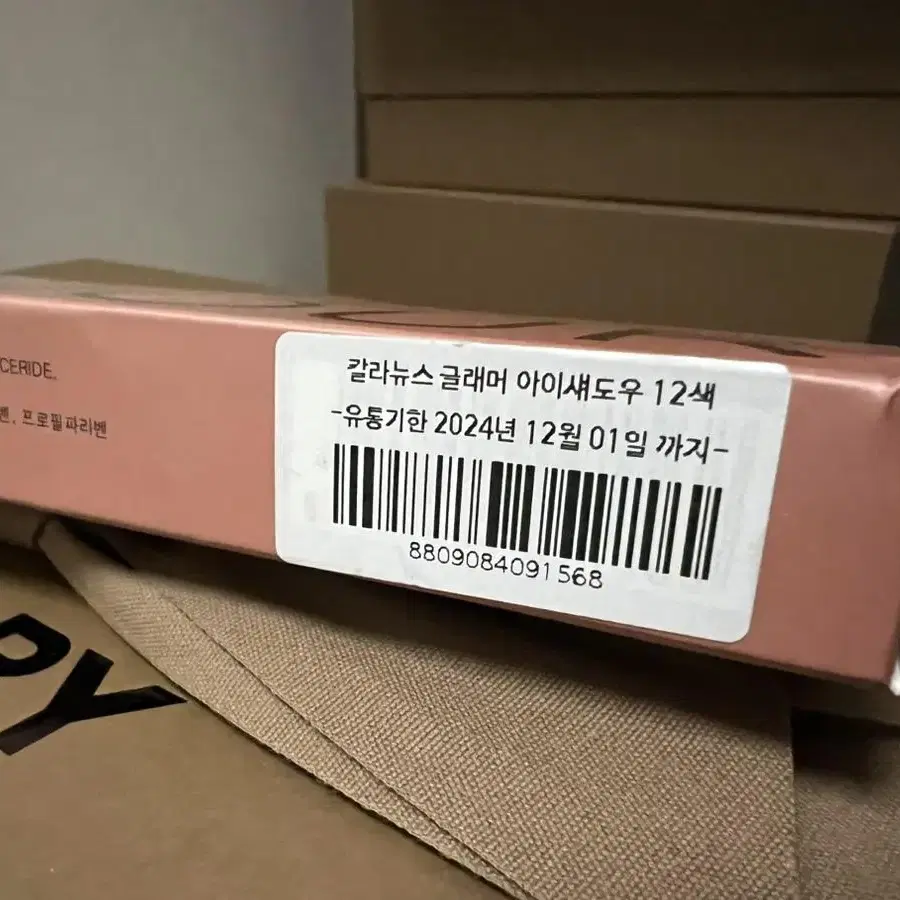 CERIDE.
벤, 프로필파라벤
칼라뉴스 글래머 아이섀도우 12색
-유통기한 2024년 12월 01일 까지-
8809084091568
PY